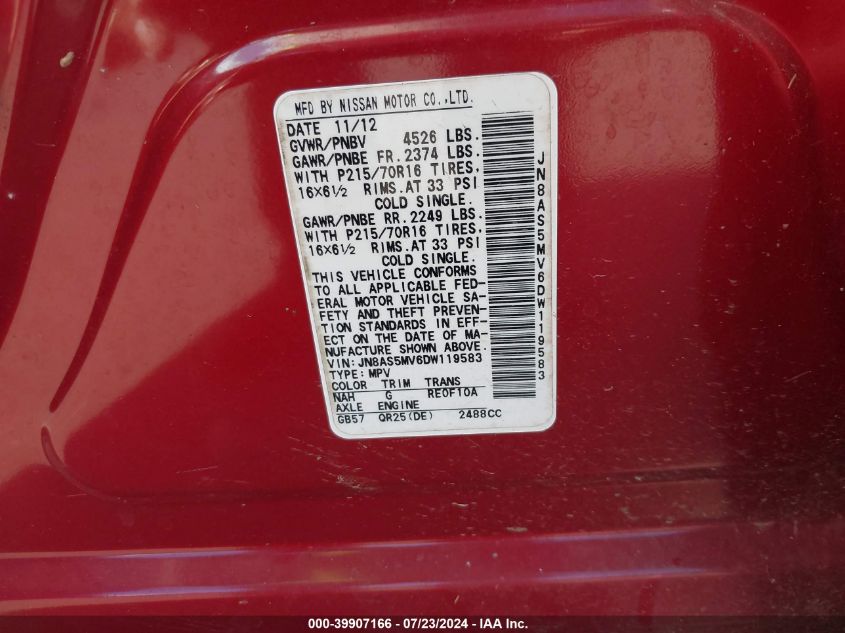 MFD BY NISSAN MOTOR CO.,LTD.
DATE 11/12
GVWR/PNBV 4526 LBS.
GAWR/PNBE FR. 2374 LBS.
WITH P215/70R16 TIRES,
16X6½ RIMS.AT 33 PSI
COLD SINGLE.
GAWR/PNBE RR. 2249 LBS.
WITH P215/70R16 TIRES,
16X6½ RIMS.AT 33 PSI
COLD SINGLE.
THIS VEHICLE CONFORMS
TO ALL APPLICABLE FED-
ERAL MOTOR VEHICLE SA-
FETY AND THEFT PREVEN-
TION STANDARDS IN EFF-
ECT ON THE DATE OF MA-
NUFACTURE SHOWN ABOVE.
VIN: JN8AS5MV6DW119583
TYPE: MPV
COLOR TRIM TRANS
NAH G RE0F10A
AXLE ENGINE
GB57 QR25(DE) 2488CC
JN8AS5MV6DW119583
000-39907166 - 07/23/2024 - IAA Inc.